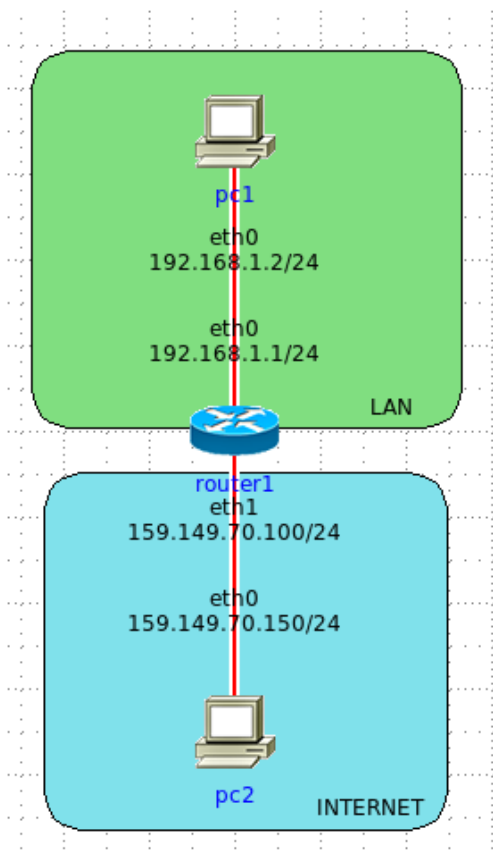 pc1
eth0
192.168.1.2/24
eth0
192.168.1.1/24
LAN
router1
eth1
159.149.70.100/24
eth0
159.149.70.150/24
pc2
INTERNET